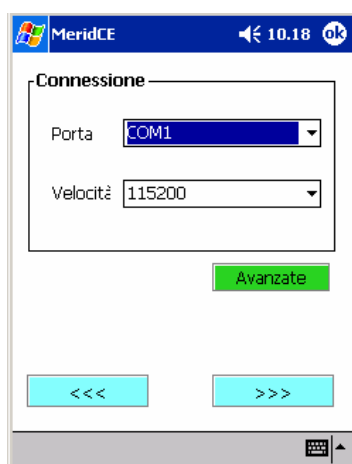 MeridCE 10.18 ok
Connessione
Porta COM1
Velocità 115200
Avanzate
<<< >>>